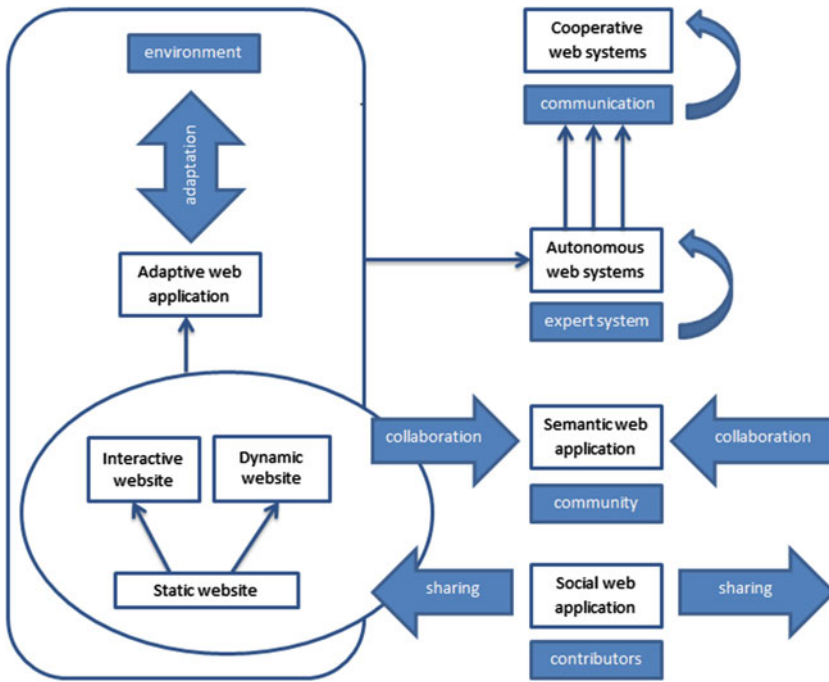 environment
adaptation
Adaptive web
application
Interactive
website
Dynamic
website
Static website
Cooperative
web systems
communication
Autonomous
web systems
expert system
collaboration
Semantic web
application
collaboration
community
sharing
Social web
application
sharing
contributors